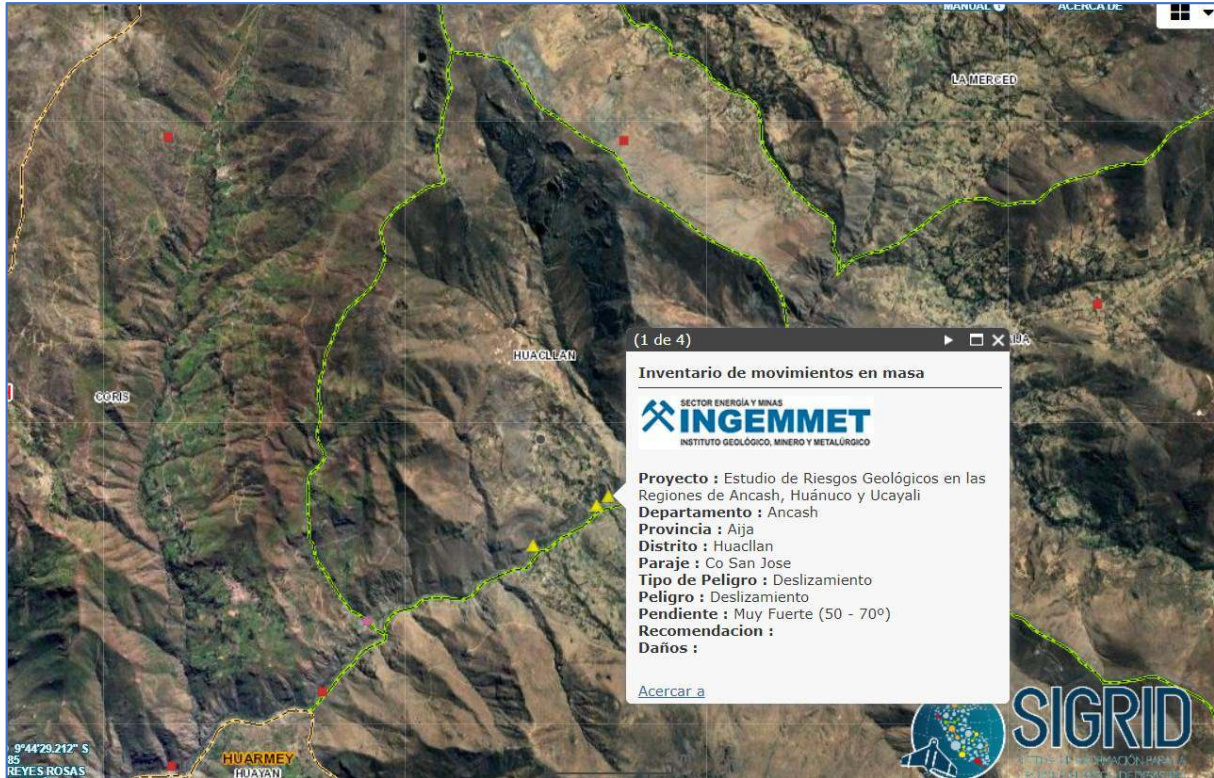 MANUAL
ACERCA DE
LA MERCED
HUACLLAN
CORIS
(1 de 4)
Inventario de movimientos en masa
SECTOR ENERGÍA Y MINAS
INGEMMET
INSTITUTO GEOLÓGICO, MINERO Y METALÚRGICO
Proyecto : Estudio de Riesgos Geológicos en las
Regiones de Ancash, Huánuco y Ucayali
Departamento : Ancash
Provincia : Aija
Distrito : Huacllan
Paraje : Co San Jose
Tipo de Peligro : Deslizamiento
Peligro : Deslizamiento
Pendiente : Muy Fuerte (50 - 70º)
Recomendacion :
Daños :
Acercar a
SIGRID
9°44'29.212" S
85
REYES ROSAS
HUARMEY
HUAYAN